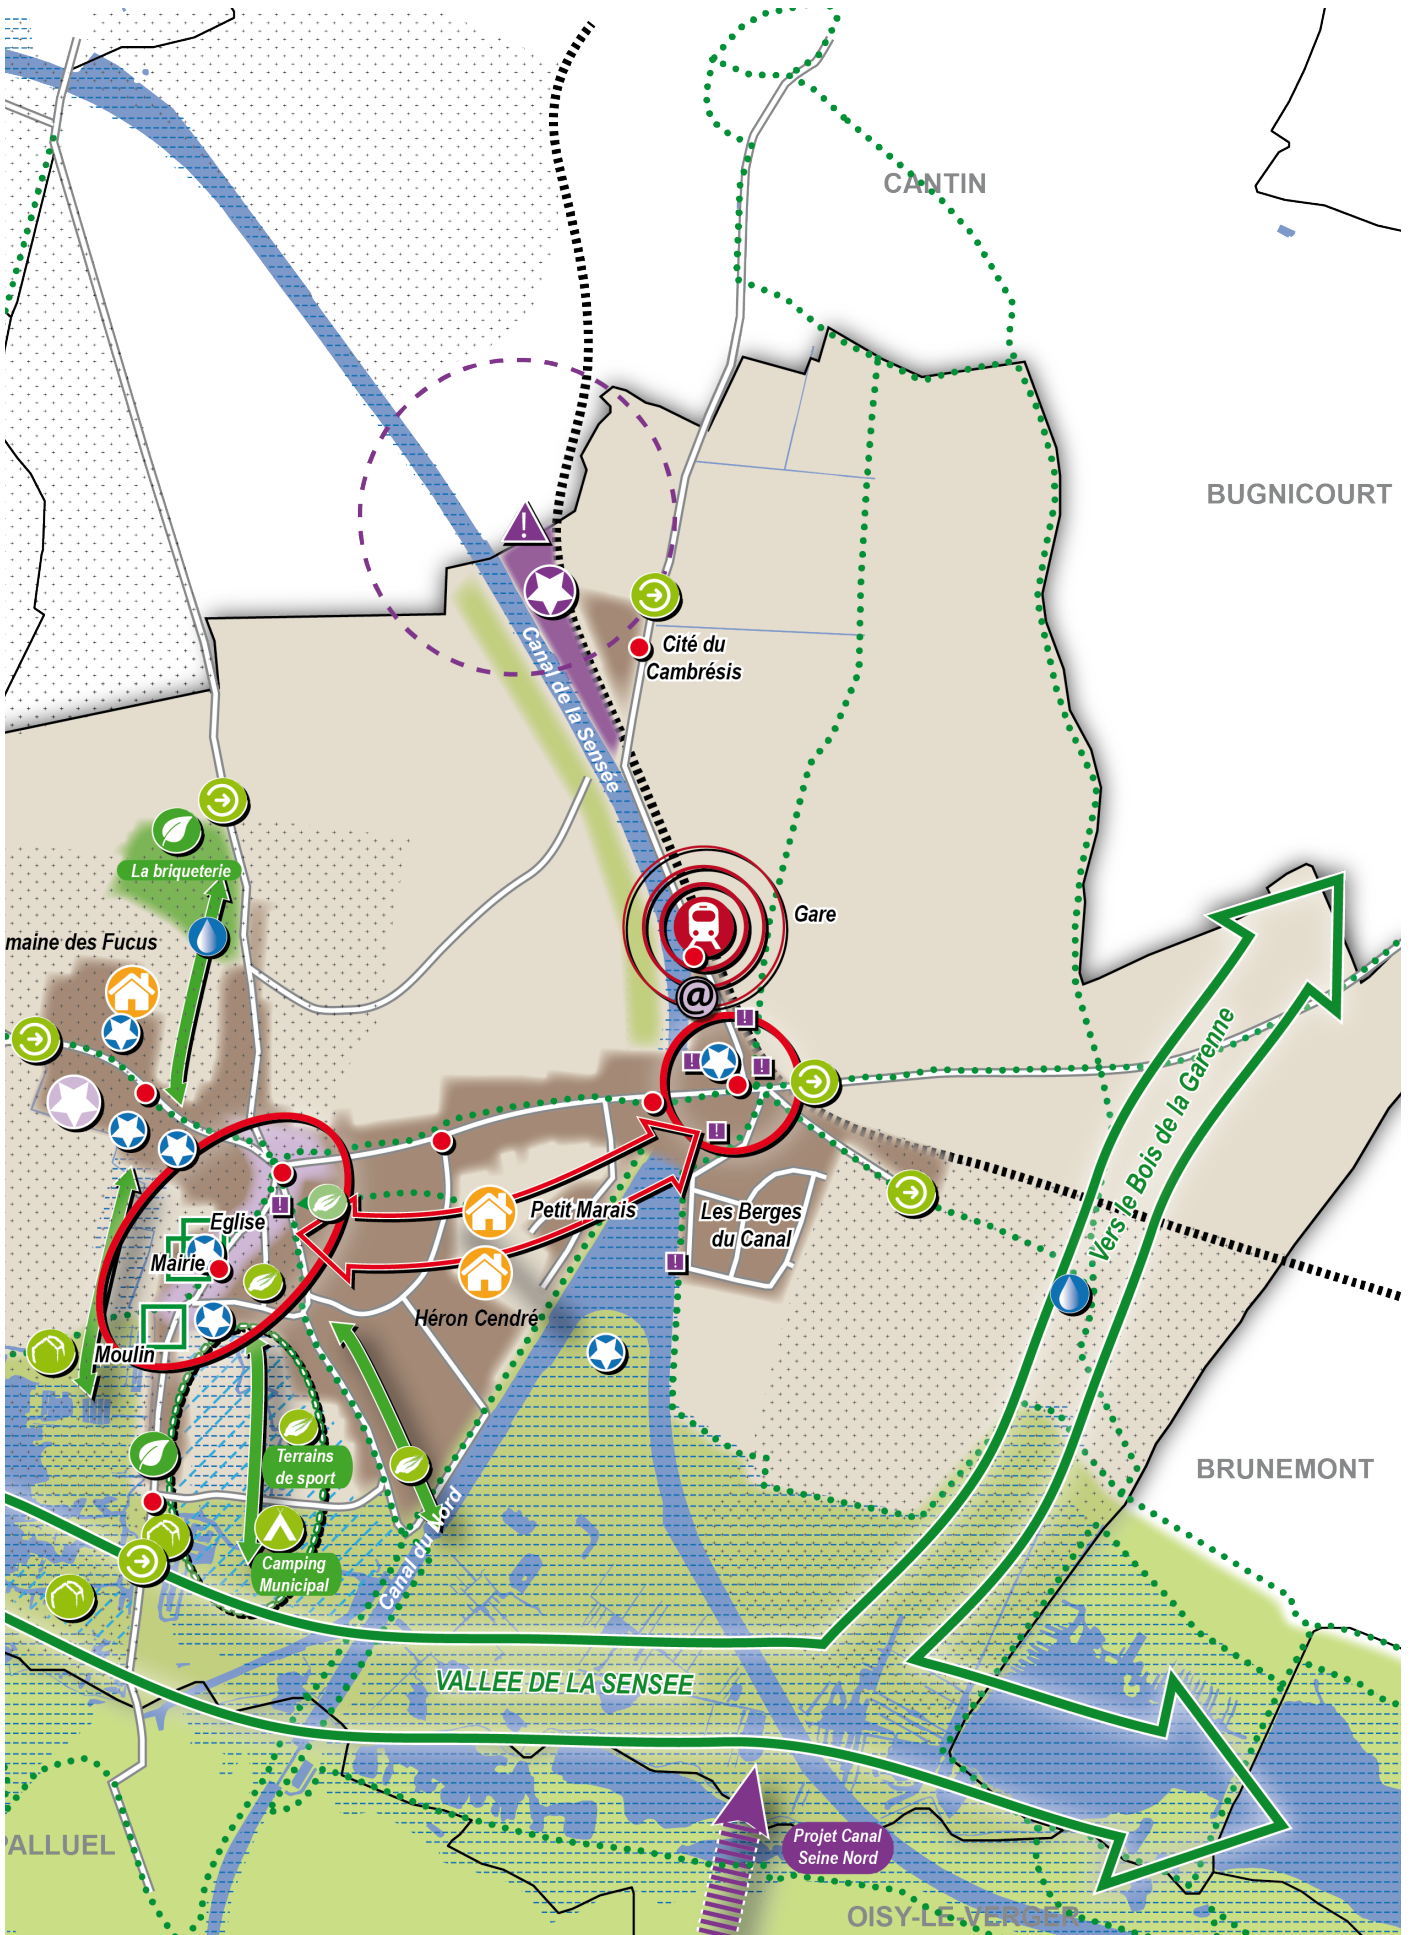 CANTIN
BUGNICOURT
Cité du
Cambrésis
Canal de la Sensée
La briqueterie
Gare
maine des Fucus
@
Vers le Bois de la Garenne
Petit Marais
Les Berges
du Canal
Eglise
Mairie
Héron Cendré
Moulin
Terrains
de sport
BRUNEMONT
Canal du Nord
Camping
Municipal
VALLEE DE LA SENSEE
Projet Canal
Seine Nord
PALLUEL
OISY-LE-VERGER